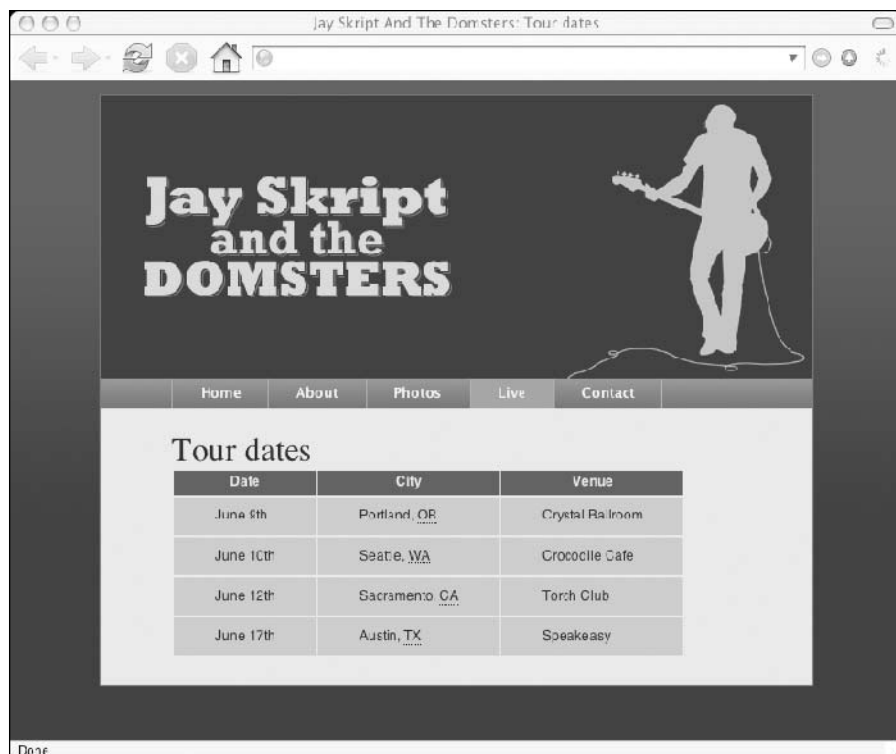 Jay Skript And The Domsters: Tour dates
Jay Skript
and the
DOMSTERS
Home About Photos Live Contact
Tour dates
Date City Venue
June 9th Portland, OR Crystal Ballroom
June 10th Seattle, WA Crocodile Cafe
June 12th Sacramento, CA Torch Club
June 17th Austin, TX Speakeasy
Done